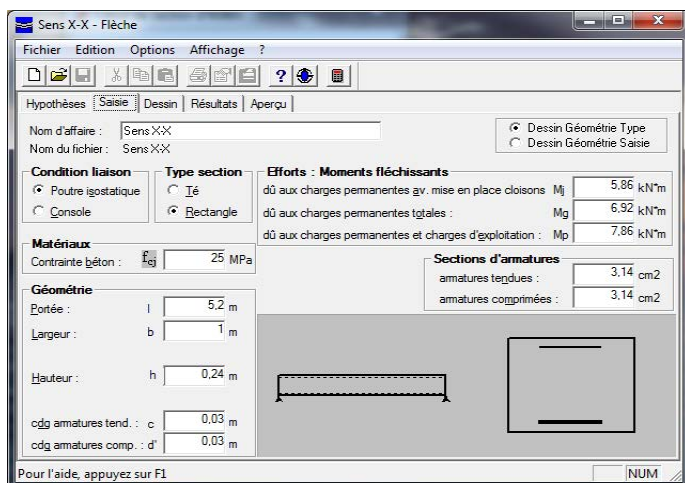 Sens X-X - Flèche
Fichier Edition Options Affichage ?
Hypothèses Saisie Dessin Résultats Aperçu
Nom d'affaire : Sens X-X
Nom du fichier : Sens X-X
Dessin Géométrie Type
Dessin Géométrie Saisie
Condition liaison
Poutre isostatique
Console
Type section
Té
Rectangle
Efforts : Moments fléchissants
dû aux charges permanentes av. mise en place cloisons Mj 5,86 kN*m
dû aux charges permanentes totales : Mg 6,92 kN*m
dû aux charges permanentes et charges d'exploitation : Mp 7,86 kN*m
Matériaux
Contrainte béton : fcj 25 MPa
Sections d'armatures
armatures tendues : 3,14 cm2
armatures comprimées : 3,14 cm2
Géométrie
Portée : l 5,2 m
Largeur : b 1 m
Hauteur : h 0,24 m
cdg armatures tend. : c 0,03 m
cdg armatures comp. : d' 0,03 m
Pour l'aide, appuyez sur F1
NUM